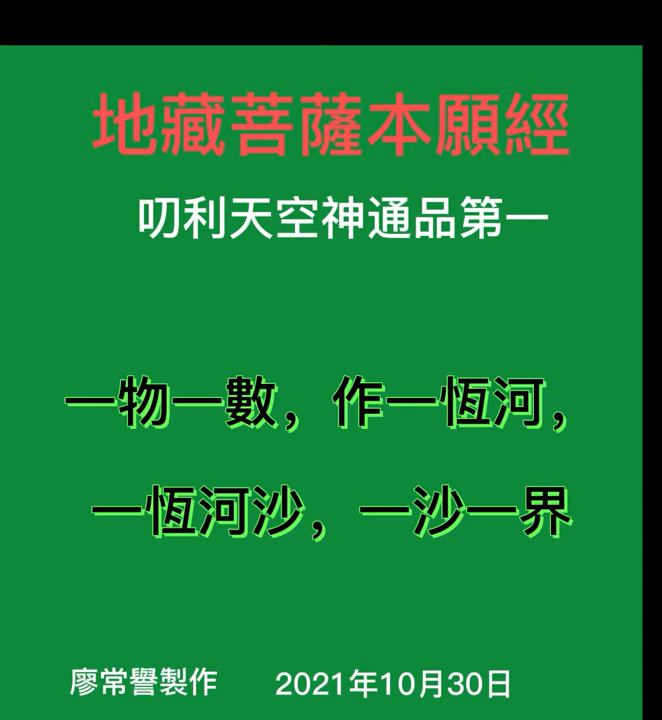 地藏菩薩本願經
叨利天空神通品第一
一物一數，作一恆河，
一恆河沙，一沙一界
廖常譽製作 2021年10月30日